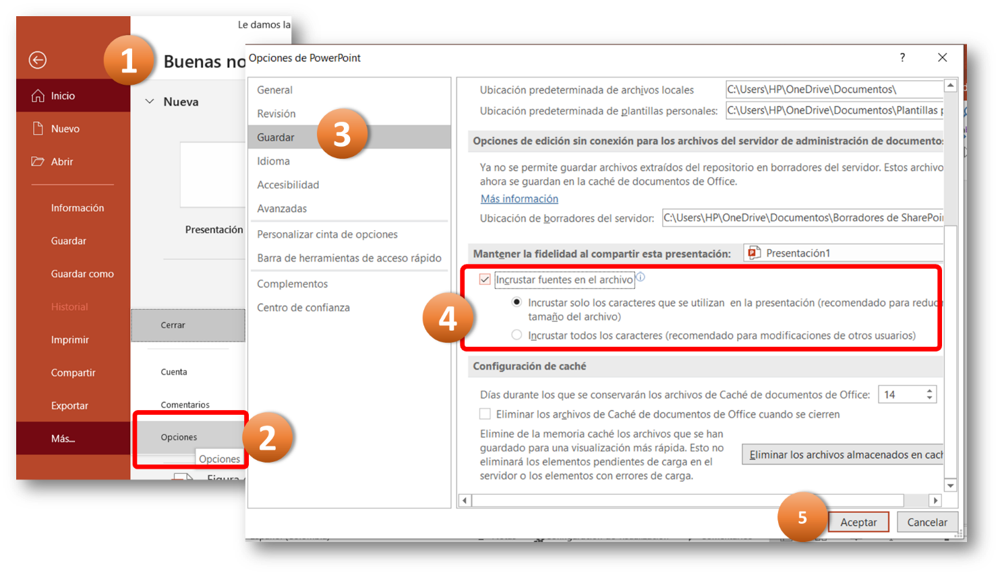 Le damos la
1
Buenas no
Inicio
Nueva
Nuevo
Abrir
Información
Presentación
Guardar
Guardar como
Historial
Cerrar
Imprimir
Cuenta
Compartir
Comentarios
Exportar
Opciones
2
Más...
Opciones
Figura
Opciones de PowerPoint
?
General
Revisión
Guardar
3
Idioma
Accesibilidad
Avanzadas
Personalizar cinta de opciones
Barra de herramientas de acceso rápido
Complementos
Centro de confianza
Ubicación predeterminada de archivos locales C:\Users\HP\OneDrive\Documentos\
Ubicación predeterminada de plantillas personales: C:\Users\HP\OneDrive\Documentos\Plantillas p
Opciones de edición sin conexión para los archivos del servidor de administración de documento
Ya no se permite guardar archivos extraídos del repositorio en borradores del servidor. Estos archivo
ahora se guardan en la caché de documentos de Office.
Más información
Ubicación de borradores del servidor: C:\Users\HP\OneDrive\Documentos\Borradores de SharePoi
Mantener la fidelidad al compartir esta presentación: Presentación1
Incrustar fuentes en el archivo
4
Incrustar solo los caracteres que se utilizan en la presentación (recomendado para reduc
tamaño del archivo)
Incrustar todos los caracteres (recomendado para modificaciones de otros usuarios)
Configuración de caché
Días durante los que se conservarán los archivos de Caché de documentos de Office: 14
Eliminar los archivos de Caché de documentos de Office cuando se cierren
Elimine de la memoria caché los archivos que se han
guardado para una visualización más rápida. Esto no
eliminará los elementos pendientes de carga en el
servidor o los elementos con errores de carga.
Eliminar los archivos almacenados en cach
5
Aceptar
Cancelar